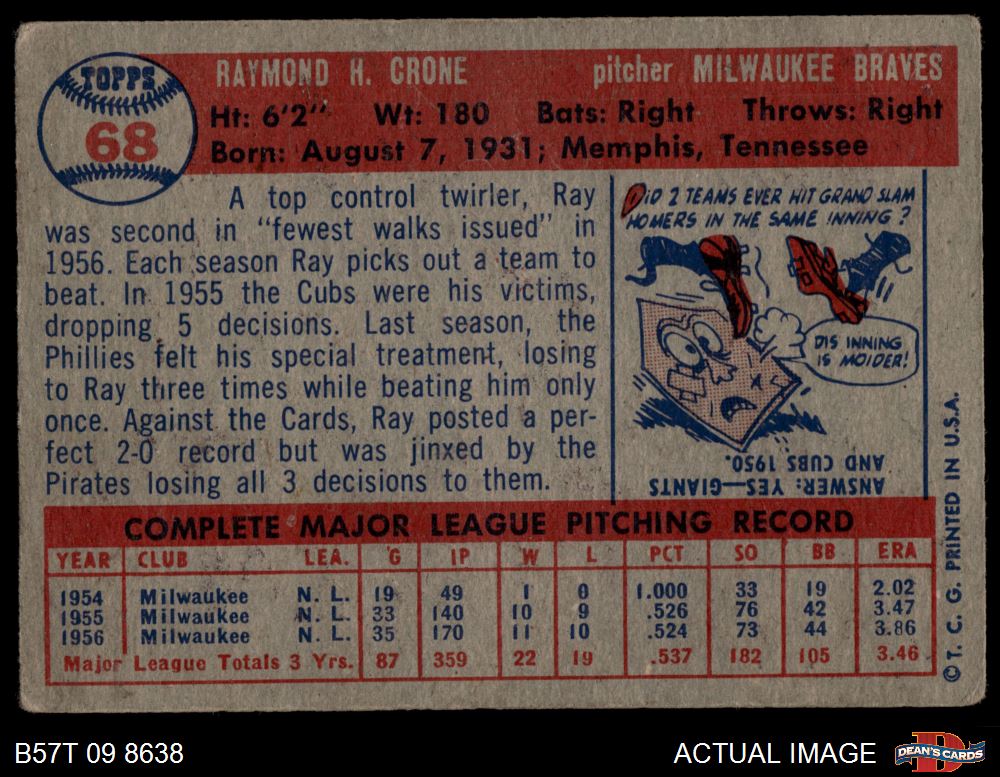 TOPPS
68
RAYMOND H. CRONE pitcher MILWAUKEE BRAVES
Ht: 6'2" Wt: 180 Bats: Right Throws: Right
Born: August 7, 1931; Memphis, Tennessee
A top control twirler, Ray
was second in "fewest walks issued" in
1956. Each season Ray picks out a team to
beat. In 1955 the Cubs were his victims,
dropping 5 decisions. Last season, the
Phillies felt his special treatment, losing
to Ray three times while beating him only
once. Against the Cards, Ray posted a per-
fect 2-0 record but was jinxed by the
Pirates losing all 3 decisions to them.
DID 2 TEAMS EVER HIT GRAND SLAM
HOMERS IN THE SAME INNING?
DIS INNING
IS MOIDER!
ANSWER: YES—GIANTS
AND CUBS 1950.
COMPLETE MAJOR LEAGUE PITCHING RECORD
YEAR CLUB LEA. G IP W L PCT SO BB ERA
1954 Milwaukee N. L. 19 49 1 0 1.000 33 19 2.02
1955 Milwaukee N. L. 33 140 10 9 .526 76 42 3.47
1956 Milwaukee N. L. 35 170 11 10 .524 73 44 3.86
Major League Totals 3 Yrs. 87 359 22 19 .537 182 105 3.46
© T. C. G. PRINTED IN U.S.A.
B57T 09 8638
ACTUAL IMAGE
D
DEAN'S CARDS